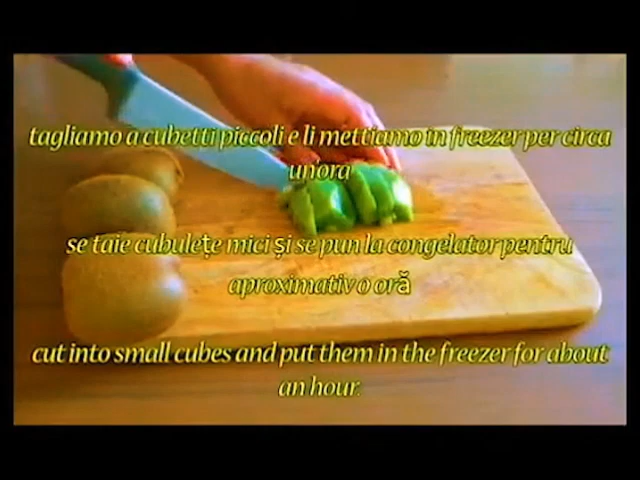 tagliamo a cubetti piccoli e li mettiamo in freezer per circa
un'ora
se taie cubulețe mici și se pun la congelator pentru
aproximativ o oră
cut into small cubes and put them in the freezer for about
an hour.